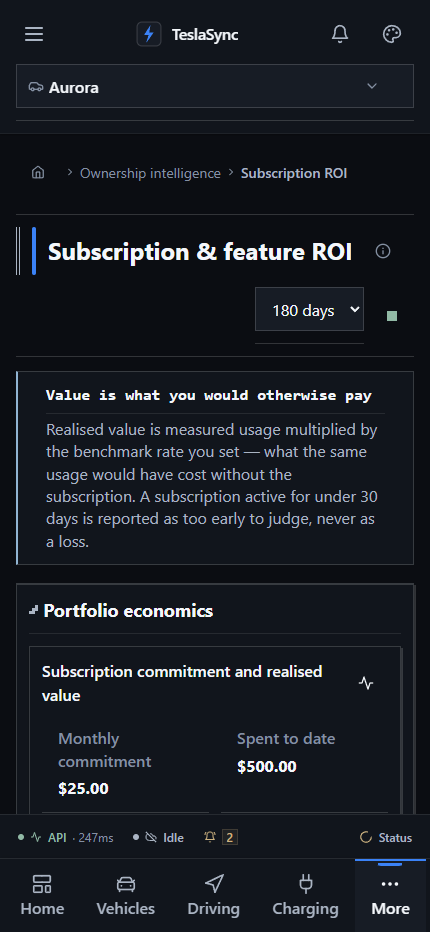 TeslaSync
Aurora
Ownership intelligence
Subscription ROI
Subscription & feature ROI
180 days
Value is what you would otherwise pay
Realised value is measured usage multiplied by
the benchmark rate you set — what the same
usage would have cost without the
subscription. A subscription active for under 30
days is reported as too early to judge, never as
a loss.
Portfolio economics
Subscription commitment and realised
value
Monthly
commitment
$25.00
Spent to date
$500.00
API · 247ms
Idle
2
Status
Home
Vehicles
Driving
Charging
More